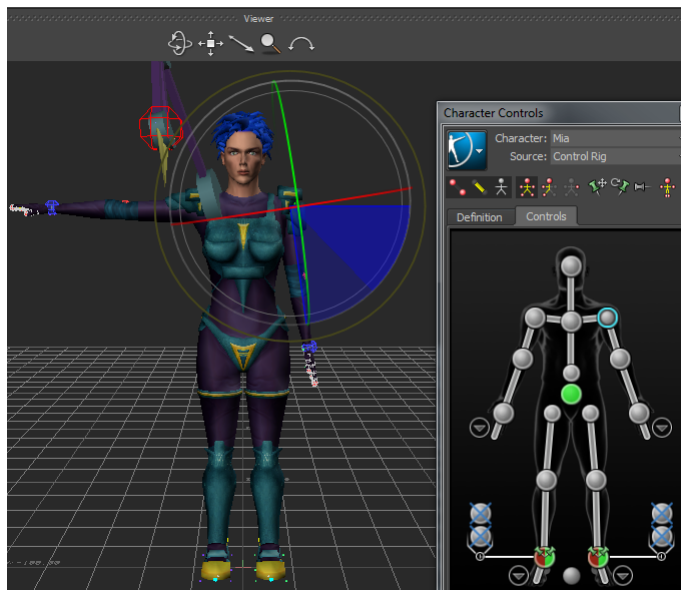 Viewer
Character Controls
Character: Mia
Source: Control Rig
Definition
Controls